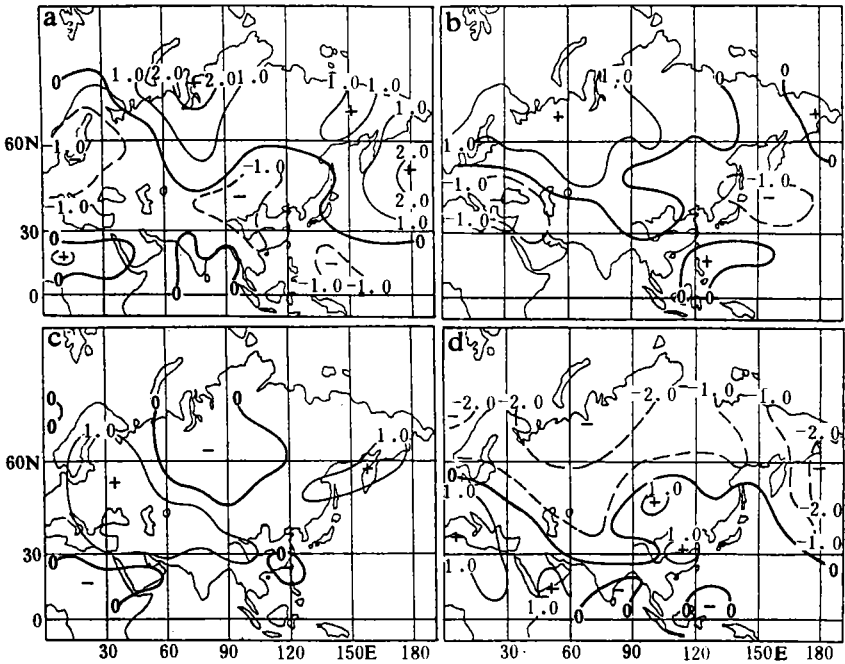 a
b
0 1.0 2.0 + 2.0 1.0 1.0 -1.0
1.0 0 0
+ 1.0
+ +
60N -1.0 2.0
1.0
-1.0 + 0
- 2.0
-1.0 -1.0
-1.0 1.0
-1.0 -
30 0 0
+ - +
0 -1.0 -1.0
0 0 0 0 0
c
d
0 0 0
0 1.0 1.0
-2.0 -2.0 -2.0 -1.0 -1.0
- - -2.0
60N - +
+ 0 -
1.0 + 1.0 -2.0
30 0 0
+ 1.0 + -1.0
0
- 1.0 + - -
0 0 1.0 0 0 0 0
30 60 90 120 150E 180
30 60 90 120 150E 180